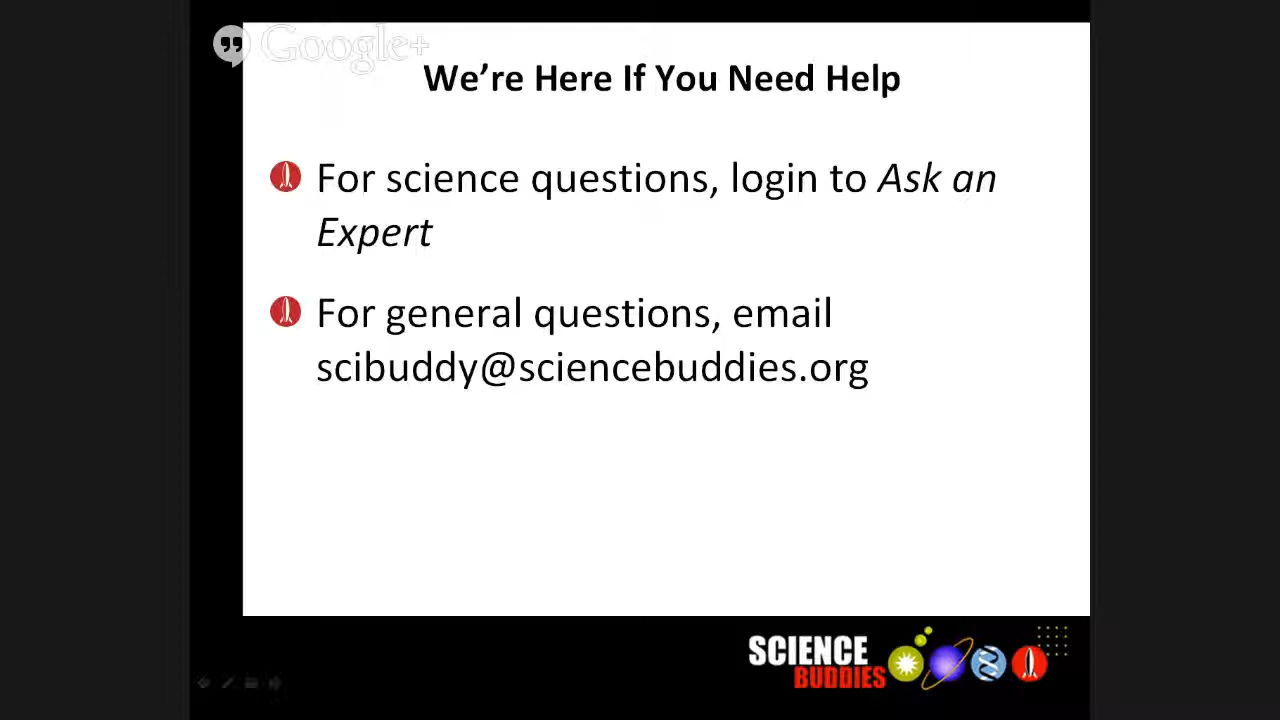 Google+
We're Here If You Need Help
For science questions, login to Ask an
Expert
For general questions, email
scibuddy@sciencebuddies.org
SCIENCE
BUDDIES